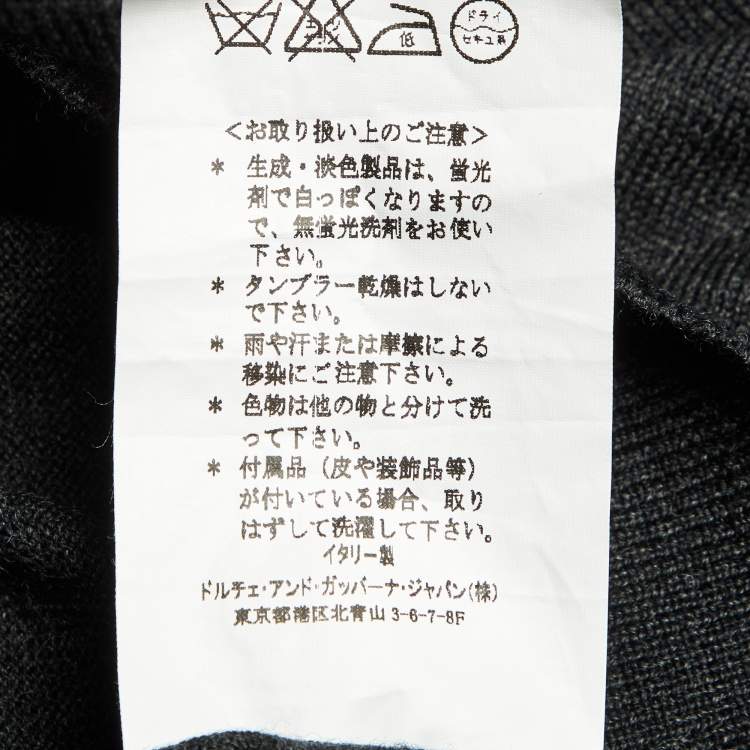 エンソ
サラシ
低
ドライ
セキユ系
<お取り扱い上のご注意>
* 生成・淡色製品は、蛍光
剤で白っぽくなりますの
で、無蛍光洗剤をお使い
下さい。
* タンブラー乾燥はしない
で下さい。
* 雨や汗または摩擦による
移染にご注意下さい。
* 色物は他の物と分けて洗
って下さい。
* 付属品(皮や装飾品等)
が付いている場合、取り
はずして洗濯して下さい。
イタリー製
ドルチェ・アンド・ガッバーナ・ジャパン(株)
東京都港区北青山 3-6-7-8F